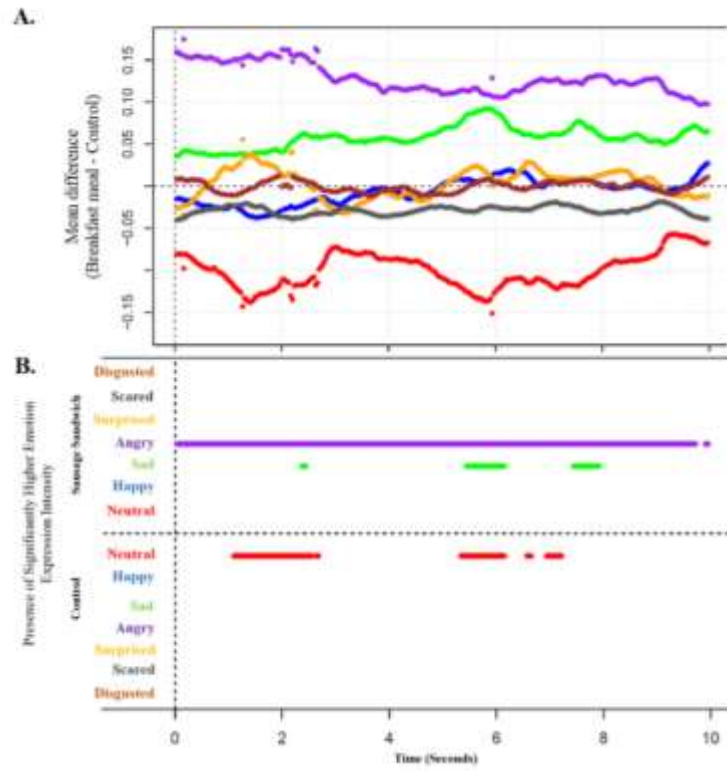 A.
Mean difference
(Breakfast meal - Control)
0.15
0.10
0.05
0
-0.05
-0.15
B.
Presence of Significantly Higher Emotion
Expression Intensity
Sausage Sandwich
Disgusted
Scared
Surprised
Angry
Sad
Happy
Neutral
Control
Neutral
Happy
Sad
Angry
Surprised
Scared
Disgusted
0 2 4 6 8 10
Time (Seconds)